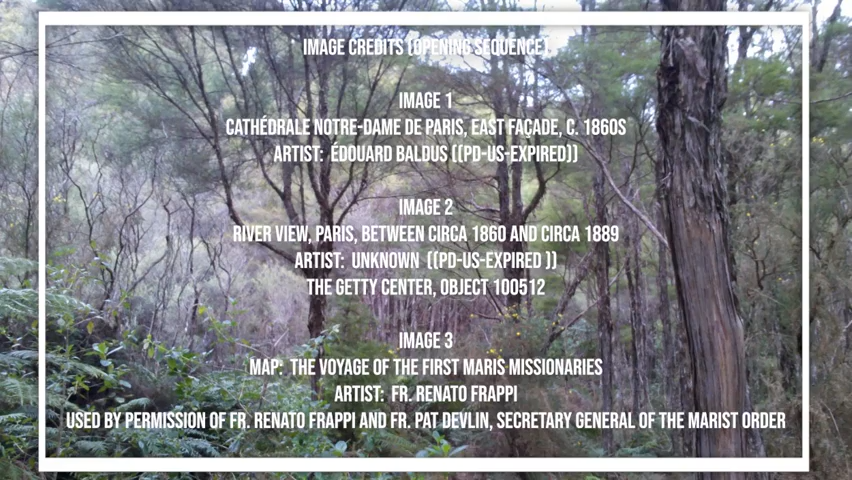 IMAGE CREDITS (OPENING SEQUENCE)
IMAGE 1
CATHÉDRALE NOTRE-DAME DE PARIS, EAST FAÇADE, C. 1860S
ARTIST: ÉDOUARD BALDUS ((PD-US-EXPIRED))
IMAGE 2
RIVER VIEW, PARIS, BETWEEN CIRCA 1860 AND CIRCA 1889
ARTIST: UNKNOWN ((PD-US-EXPIRED ))
THE GETTY CENTER, OBJECT 100512
IMAGE 3
MAP: THE VOYAGE OF THE FIRST MARIS MISSIONARIES
ARTIST: FR. RENATO FRAPPI
USED BY PERMISSION OF FR. RENATO FRAPPI AND FR. PAT DEVLIN, SECRETARY GENERAL OF THE MARIST ORDER